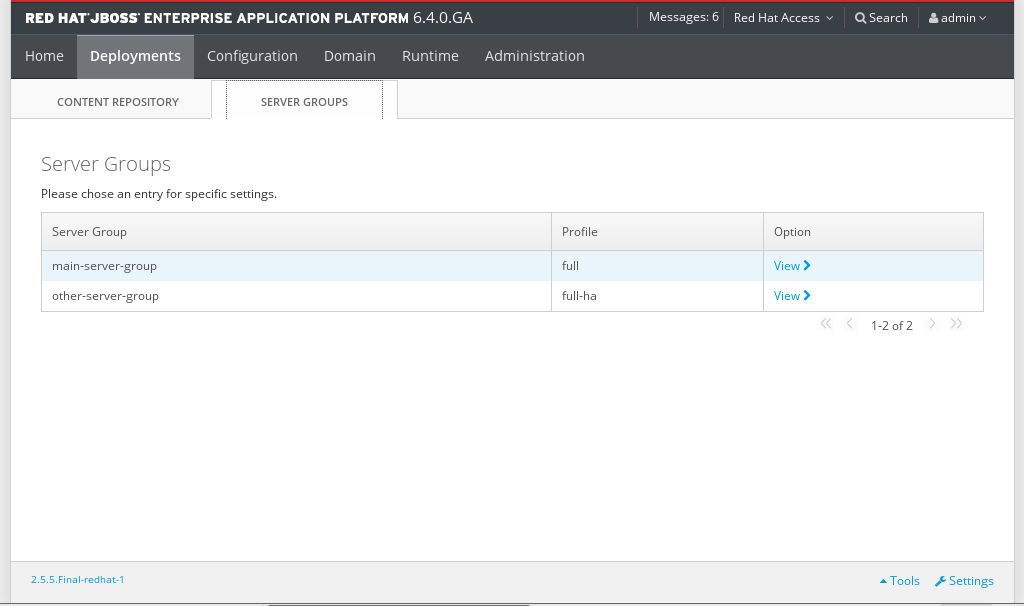 RED HAT JBOSS ENTERPRISE APPLICATION PLATFORM 6.4.0.GA Messages: 6 Red Hat Access Search admin
Home Deployments Configuration Domain Runtime Administration
CONTENT REPOSITORY SERVER GROUPS
Server Groups
Please chose an entry for specific settings.
Server Group Profile Option
main-server-group full View
other-server-group full-ha View
1-2 of 2
2.5.5.Final-redhat-1 Tools Settings